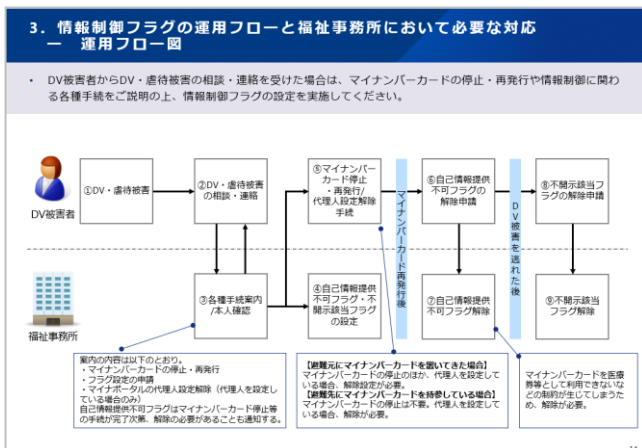 3．情報制御フラグの運用フローと福祉事務所において必要な対応
― 運用フロー図
• DV被害者からDV・虐待被害の相談・連絡を受けた場合は、マイナンバーカードの停止・再発行や情報制御に関わ
る各種手続をご説明の上、情報制御フラグの設定を実施してください。
DV被害者
①DV・虐待被害
②DV・虐待被害
の相談・連絡
⑤マイナンバー
カード停止
・再発行/
代理人設定解除
手続
マイナンバーカード再発行後
⑥自己情報提供
不可フラグの
解除申請
DV被害を逃れた後
⑧不開示該当
フラグの解除申請
福祉事務所
③各種手続案内
/本人確認
④自己情報提供
不可フラグ・不
開示該当フラグ
の設定
⑦自己情報提供
不可フラグ解除
⑨不開示該当
フラグ解除
案内の内容は以下のとおり。
・マイナンバーカードの停止・再発行
・フラグ設定の申請
・マイナポータルの代理人設定解除（代理人を設定し
ている場合のみ）
自己情報提供不可フラグはマイナンバーカード停止等
の手続が完了次第、解除の必要があることも通知する。
【避難元にマイナンバーカードを置いてきた場合】
マイナンバーカードの停止のほか、代理人を設定して
いる場合、解除設定が必要。
【避難先にマイナンバーカードを持参している場合】
マイナンバーカードの停止は不要。代理人を設定して
いる場合、解除が必要。
マイナンバーカードを医療
券等として利用できないな
どの制約が生じてしまうた
め、解除が必要。